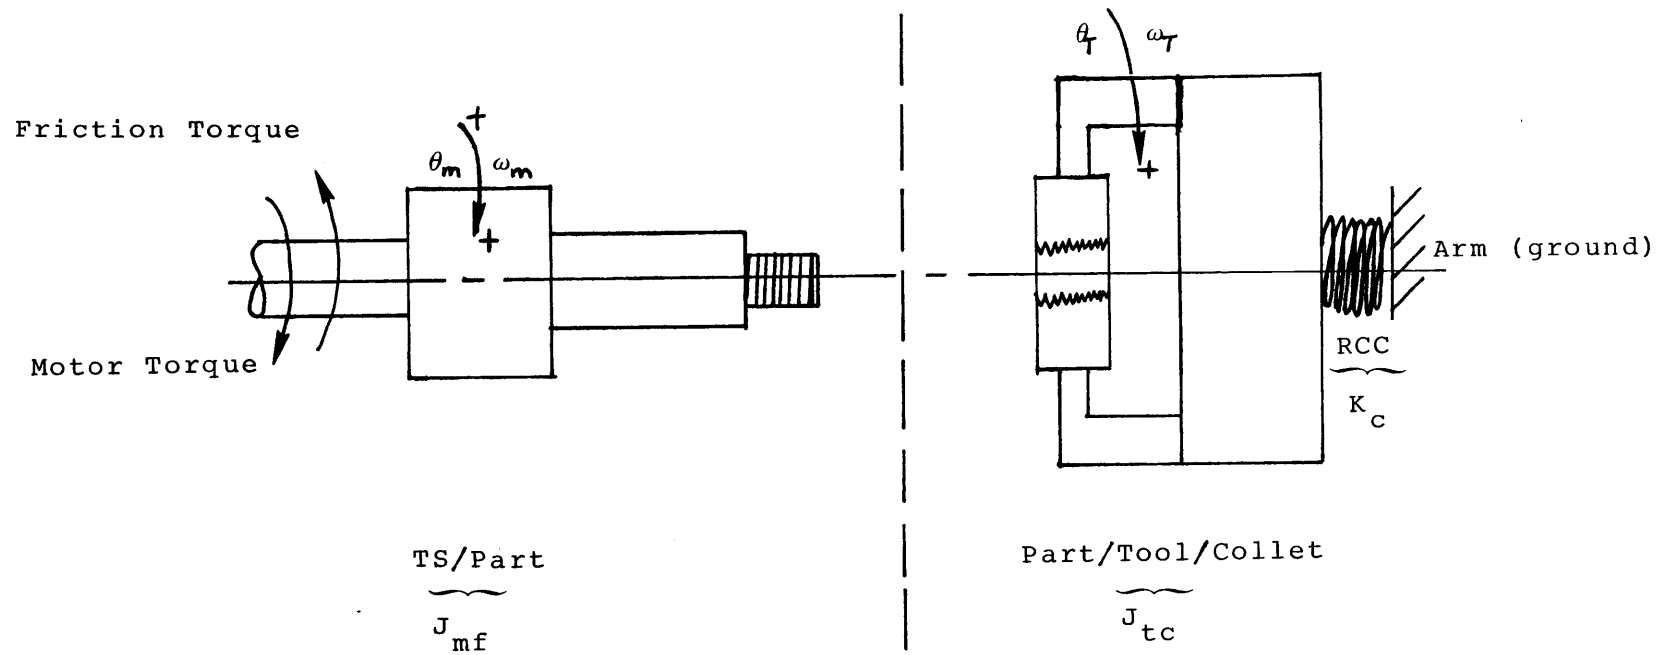 θT ωT
Friction Torque
+
θm ωm
+
+
Arm (ground)
Motor Torque
RCC
Kc
TS/Part
Jmf
Part/Tool/Collet
Jtc